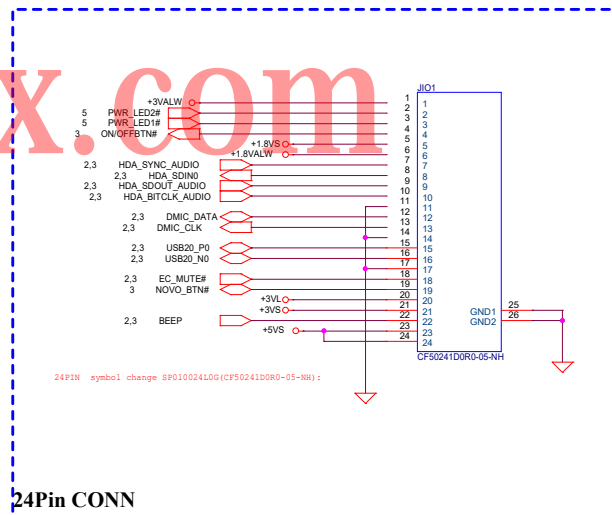 x.com
JIO1
+3VALW 1 1
5 PWR_LED2# 2 2
5 PWR_LED1# 3 3
3 ON/OFFBTN# 4 4
+1.8VS 5 5
+1.8VALW 6 6
2,3 HDA_SYNC_AUDIO 7 7
2,3 HDA_SDIN0 8 8
2,3 HDA_SDOUT_AUDIO 9 9
2,3 HDA_BITCLK_AUDIO 10 10
11 11
2,3 DMIC_DATA 12 12
2,3 DMIC_CLK 13 13
14 14
2,3 USB20_P0 15 15
2,3 USB20_N0 16 16
17 17
2,3 EC_MUTE# 18 18
3 NOVO_BTN# 19 19
+3VL 20 20
+3VS 21 21 GND1 25
2,3 BEEP 22 22 GND2 26
+5VS 23 23
24 24
CF50241D0R0-05-NH
24PIN symbol change SP010024L0G(CF50241D0R0-05-NH):
24Pin CONN